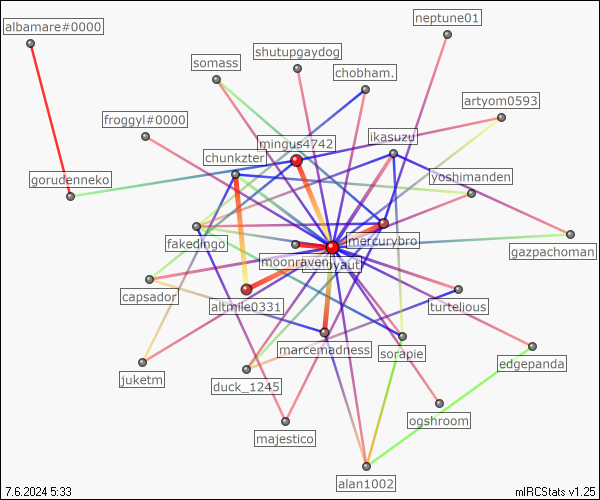 neptune01
albamare#0000
shutupgaydog
somass
chobham.
artyom0593
froggyl#0000
mingus4742
ikasuzu
chunkzter
yoshimanden
gorudenneko
mercurybro
fakedingo
gazpachoman
moonraven
capsador
altmile0331
turtelious
marcemadness
sorapie
edgepanda
juketm
duck_1245
ogshroom
majestico
alan1002
7.6.2024 5:33
mIRCStats v1.25